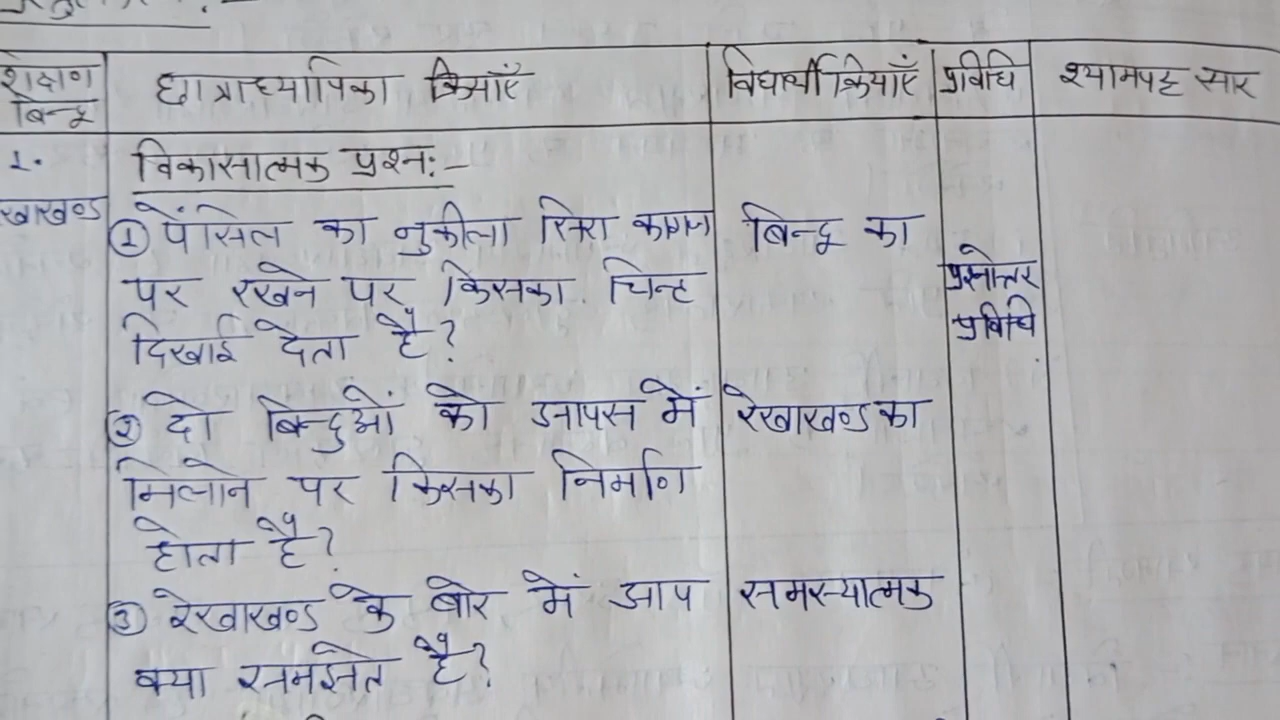 शिक्षण बिन्दू
छात्राध्यापिका क्रियाएँ
विद्यार्थी क्रियाएँ
प्रविधि
श्यामपट्ट सार
1.
विकासात्मक प्रश्न:-
रेखाखण्ड
① पेंसिल का नुकीला सिरा कागज
बिन्दू का
पर रखने पर किसका चिन्ह
प्रश्नोत्तर
दिखाई देता है?
प्रविधि
② दो बिन्दुओं को आपस में
रेखाखण्ड का
मिलाने पर किसका निर्माण
होता है?
③ रेखाखण्ड के बारे में आप
समस्यात्मक
क्या समझते है?